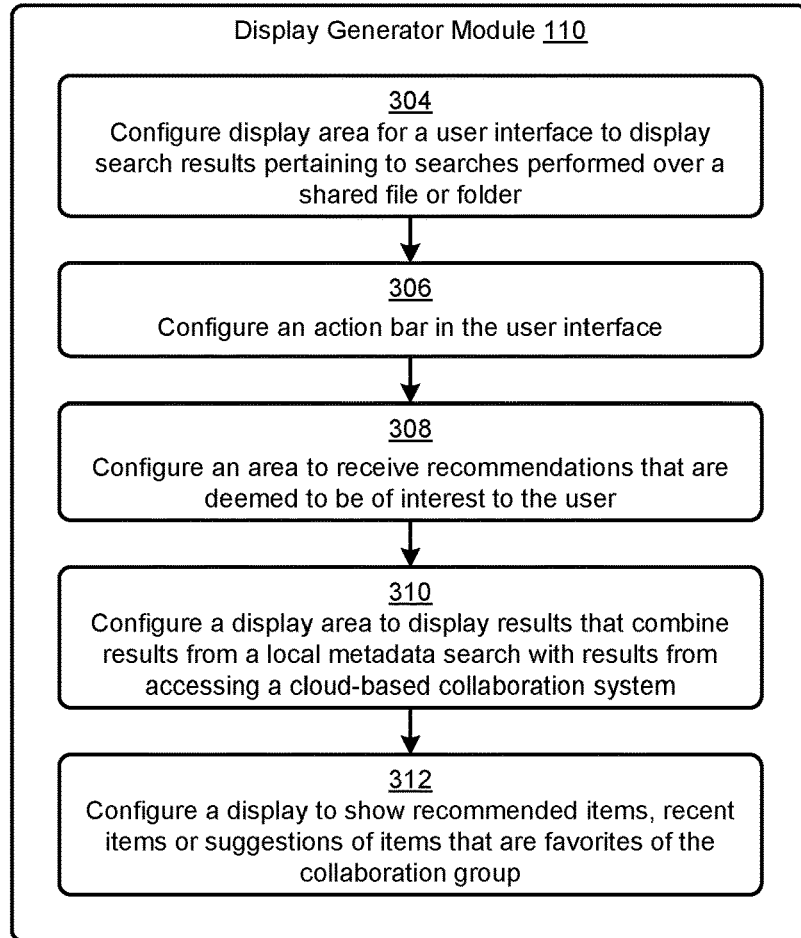 Display Generator Module 110
304
Configure display area for a user interface to display
search results pertaining to searches performed over a
shared file or folder
306
Configure an action bar in the user interface
308
Configure an area to receive recommendations that are
deemed to be of interest to the user
310
Configure a display area to display results that combine
results from a local metadata search with results from
accessing a cloud-based collaboration system
312
Configure a display to show recommended items, recent
items or suggestions of items that are favorites of the
collaboration group